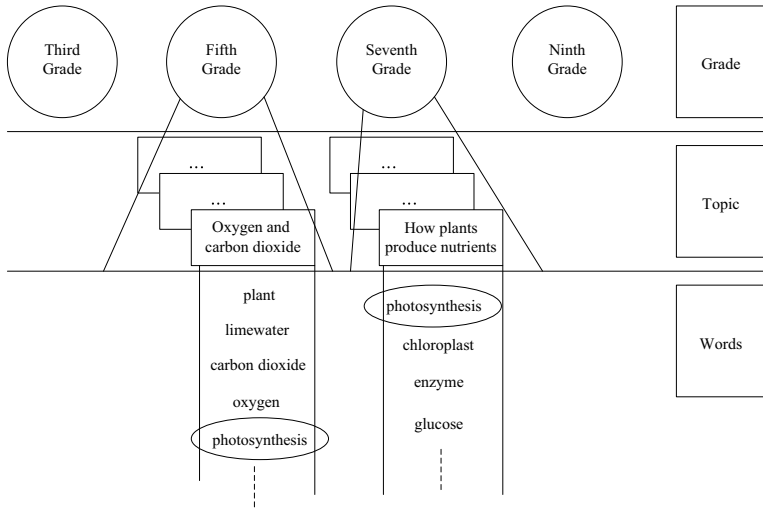 Third
Grade
Fifth
Grade
Seventh
Grade
Ninth
Grade
Grade
...
...
Oxygen and
carbon dioxide
...
...
How plants
produce nutrients
Topic
plant
limewater
carbon dioxide
oxygen
photosynthesis
photosynthesis
chloroplast
enzyme
glucose
Words